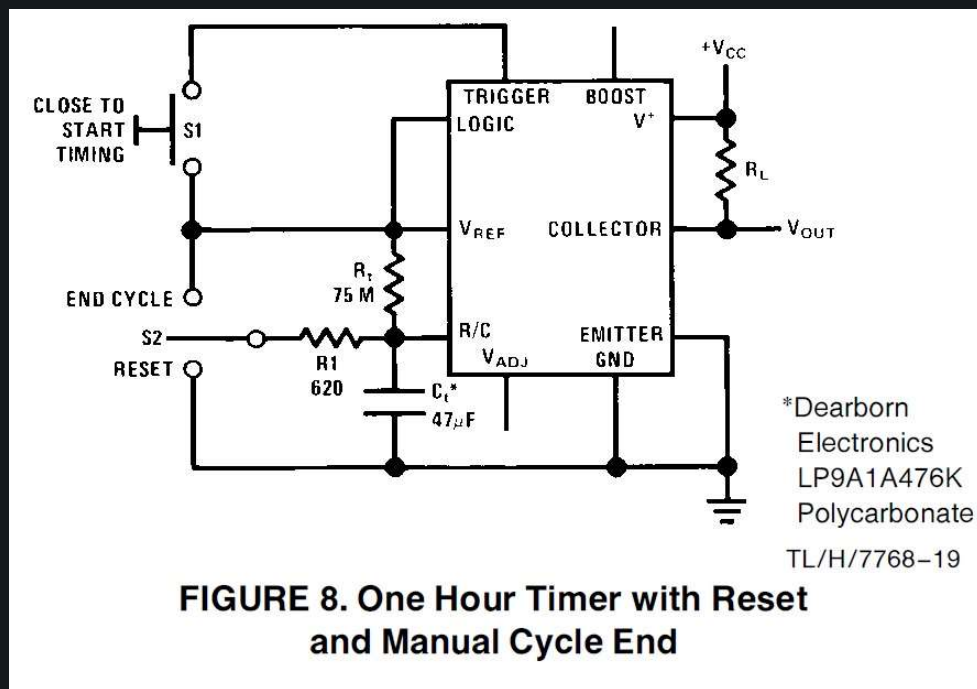 CLOSE TO
START
TIMING
S1
TRIGGER
BOOST
LOGIC
V+
+VCC
RL
VREF
COLLECTOR
VOUT
Rt
75 M
END CYCLE
S2
RESET
R1
620
R/C
VADJ
EMITTER
GND
Ct*
47µF
*Dearborn
Electronics
LP9A1A476K
Polycarbonate
TL/H/7768–19
FIGURE 8. One Hour Timer with Reset
and Manual Cycle End